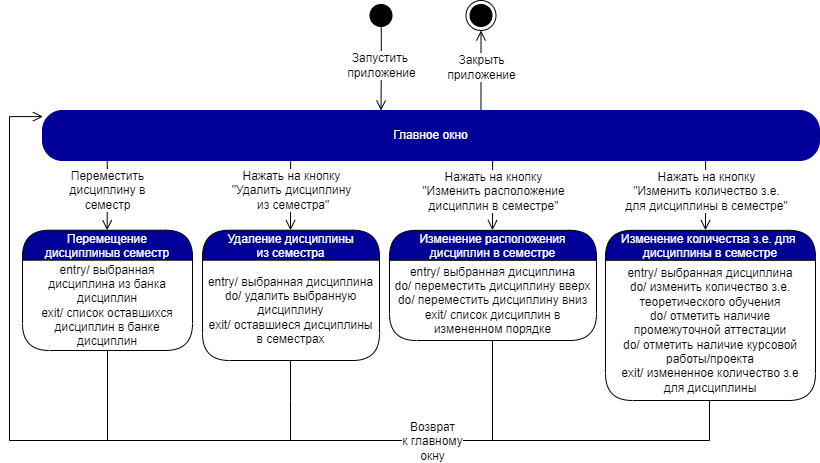 Запустить
приложение
Закрыть
приложение
Главное окно
Переместить
дисциплину в
семестр
Нажать на кнопку
"Удалить дисциплину
из семестра"
Нажать на кнопку
"Изменить расположение
дисциплин в семестре"
Нажать на кнопку
"Изменить количество з.е.
для дисциплины в семестре"
Перемещение
дисциплиныв семестр
entry/ выбранная
дисциплина из банка
дисциплин
exit/ список оставшихся
дисциплин в банке
дисциплин
Удаление дисциплины
из семестра
entry/ выбранная дисциплина
do/ удалить выбранную
дисциплину
exit/ оставшиеся дисциплины
в семестрах
Изменение расположения
дисциплин в семестре
entry/ выбранная дисциплина
do/ переместить дисциплину вверх
do/ переместить дисциплину вниз
exit/ список дисциплин в
измененном порядке
Изменение количества з.е. для
дисциплины в семестре
entry/ выбранная дисциплина
do/ изменить количество з.е.
теоретического обучения
do/ отметить наличие
промежуточной аттестации
do/ отметить наличие курсовой
работы/проекта
exit/ измененное количество з.е
для дисциплины
Возврат
к главному
окну